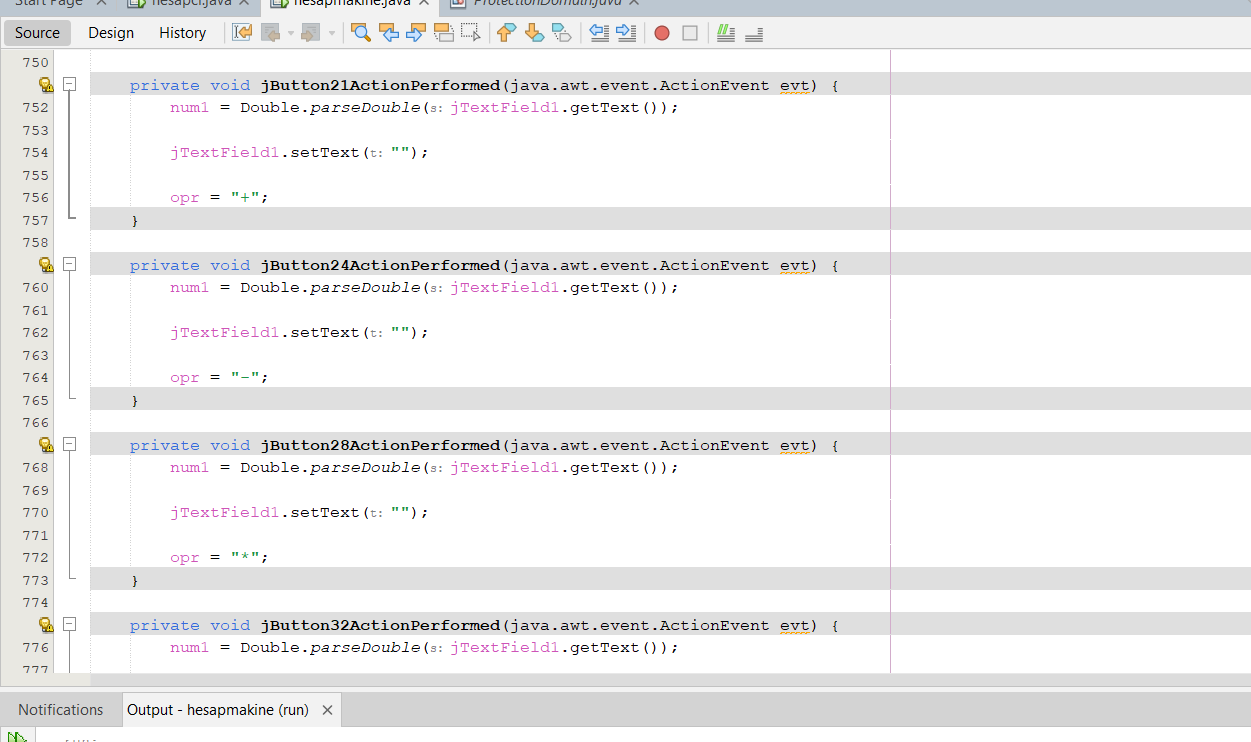 Start Page
hesapci.java
hesapmakine.java
ProtectionDomain.java
Source Design History
750
private void jButton21ActionPerformed(java.awt.event.ActionEvent evt) {
752 num1 = Double.parseDouble(s: jTextField1.getText());
753
754 jTextField1.setText(t: "");
755
756 opr = "+";
757 }
758
private void jButton24ActionPerformed(java.awt.event.ActionEvent evt) {
760 num1 = Double.parseDouble(s: jTextField1.getText());
761
762 jTextField1.setText(t: "");
763
764 opr = "-";
765 }
766
private void jButton28ActionPerformed(java.awt.event.ActionEvent evt) {
768 num1 = Double.parseDouble(s: jTextField1.getText());
769
770 jTextField1.setText(t: "");
771
772 opr = "*";
773 }
774
private void jButton32ActionPerformed(java.awt.event.ActionEvent evt) {
776 num1 = Double.parseDouble(s: jTextField1.getText());
777
Notifications Output - hesapmakine (run)